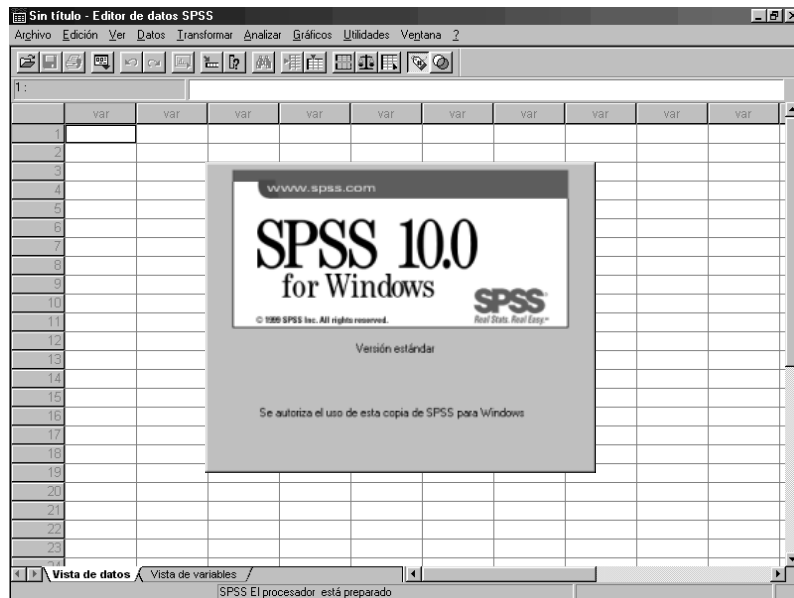 Sin título - Editor de datos SPSS
Archivo Edición Ver Datos Transformar Analizar Gráficos Utilidades Ventana ?
1 :
var var var var var var var var var var
1
2
3
4
5
6
7
8
9
10
11
12
13
14
15
16
17
18
19
20
21
22
23
24
www.spss.com
SPSS 10.0
for Windows
SPSS
© 1999 SPSS Inc. All rights reserved.
Real Stats. Real Easy.™
Versión estándar
Se autoriza el uso de esta copia de SPSS para Windows
Vista de datos Vista de variables
SPSS El procesador está preparado